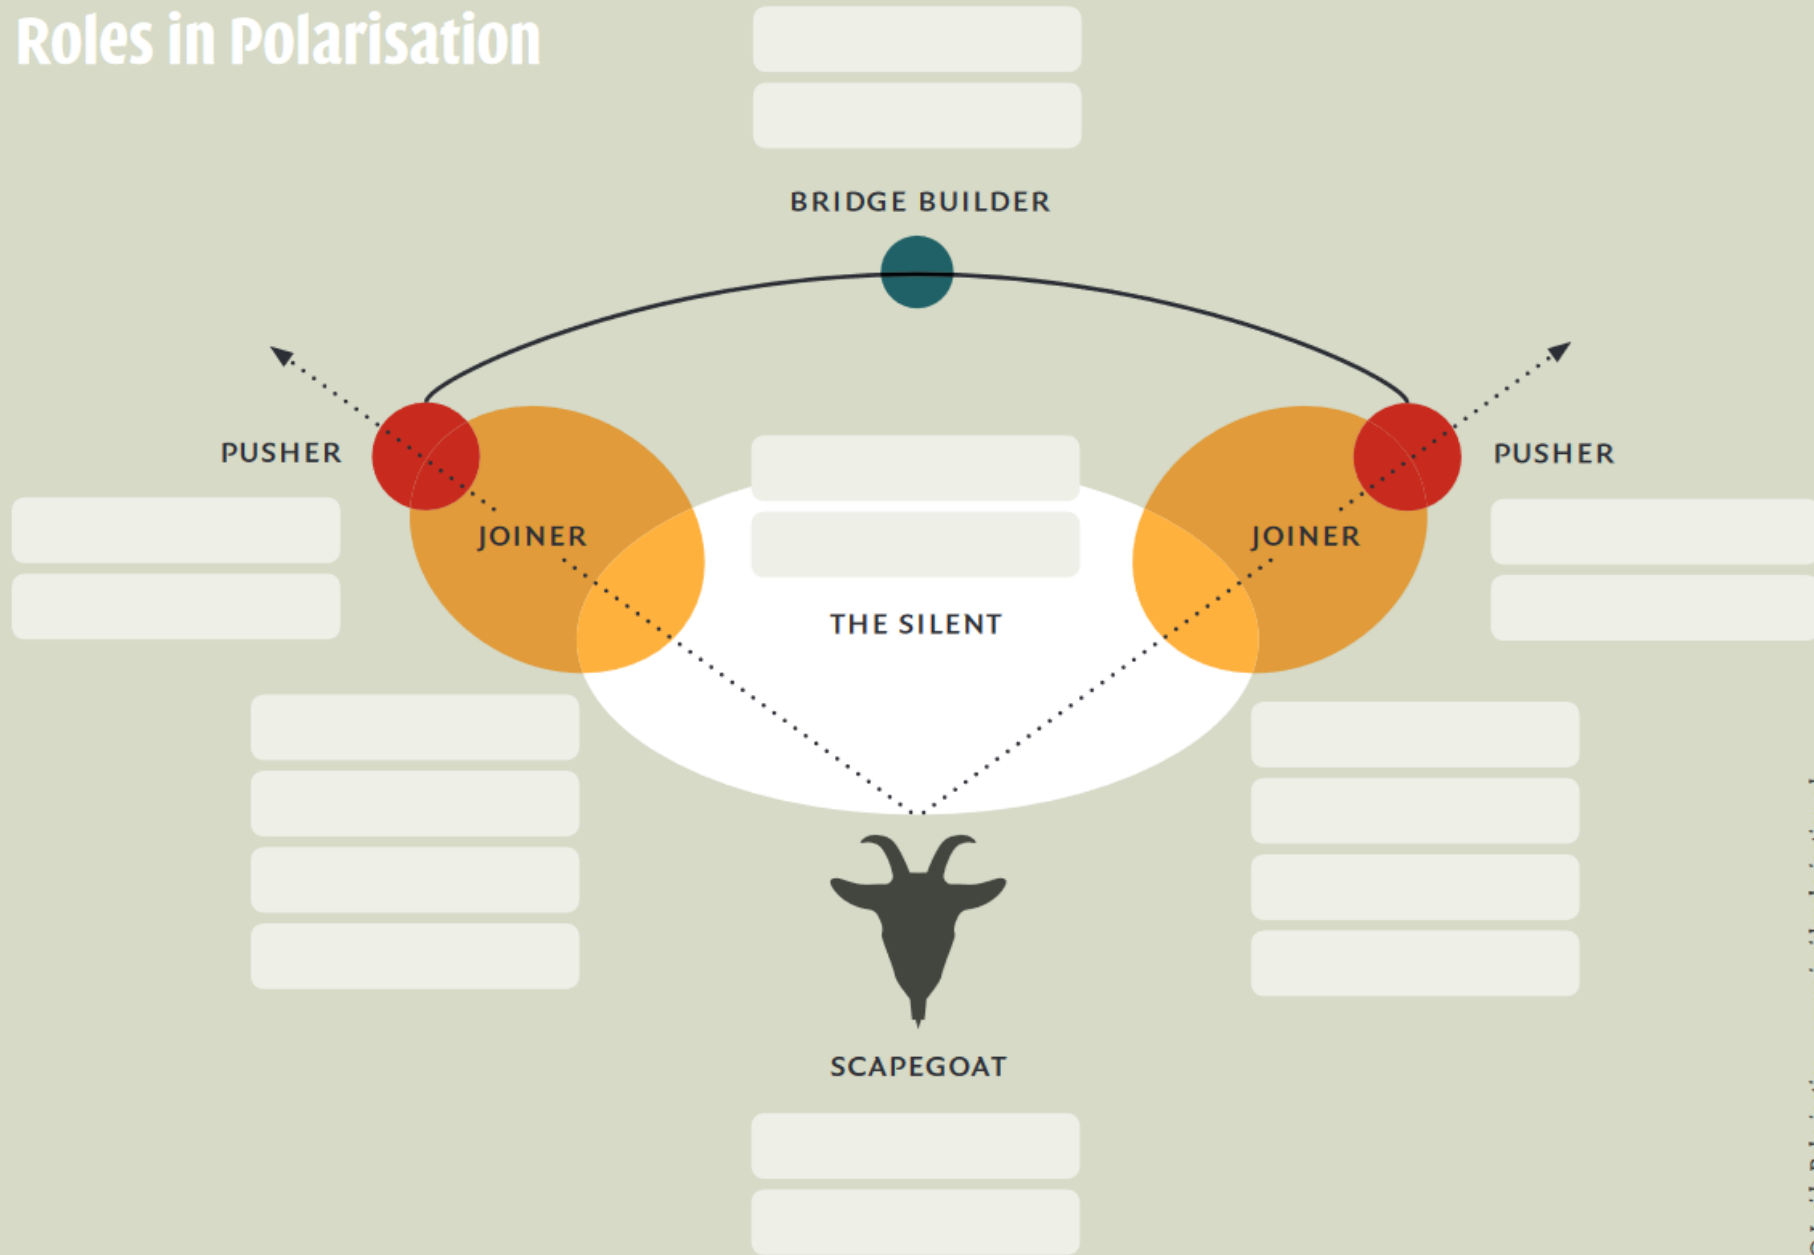 Roles in Polarisation
BRIDGE BUILDER
PUSHER
PUSHER
JOINER
JOINER
THE SILENT
SCAPEGOAT